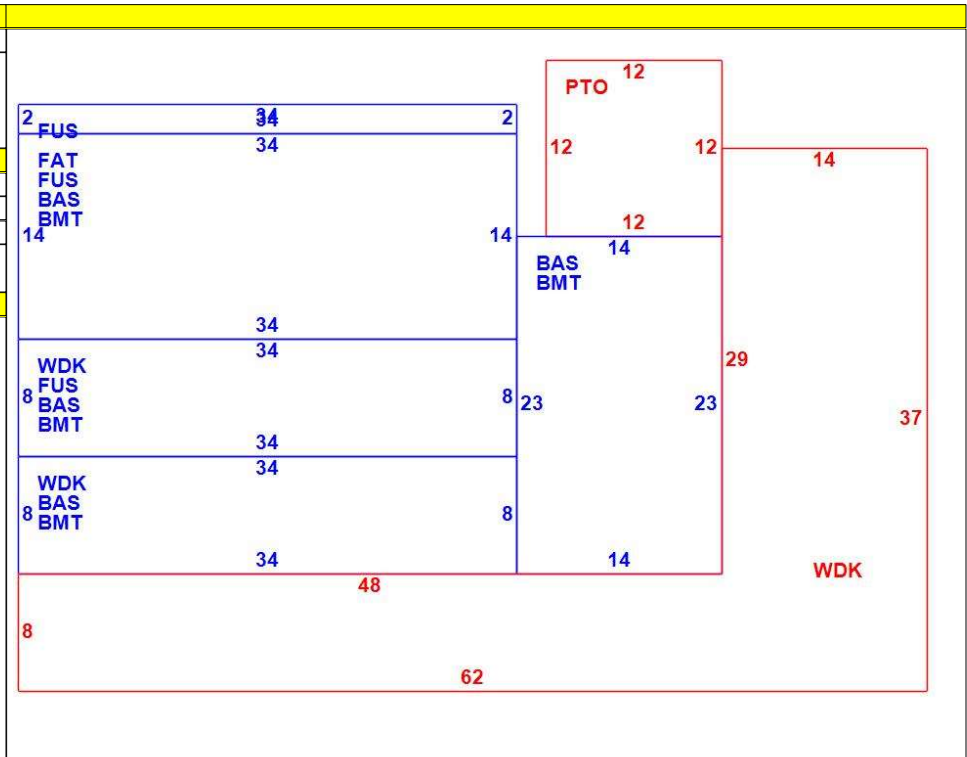 12
PTO
2 34 2
34
FUS
34
12 12
14
FAT
FUS
BAS
BMT
14 14
12
14
BAS
BMT
34
34
29
WDK
FUS
8 8
BAS
23 23
BMT
37
34
34
WDK
BAS
8 8
BMT
34 14
WDK
48
8
62